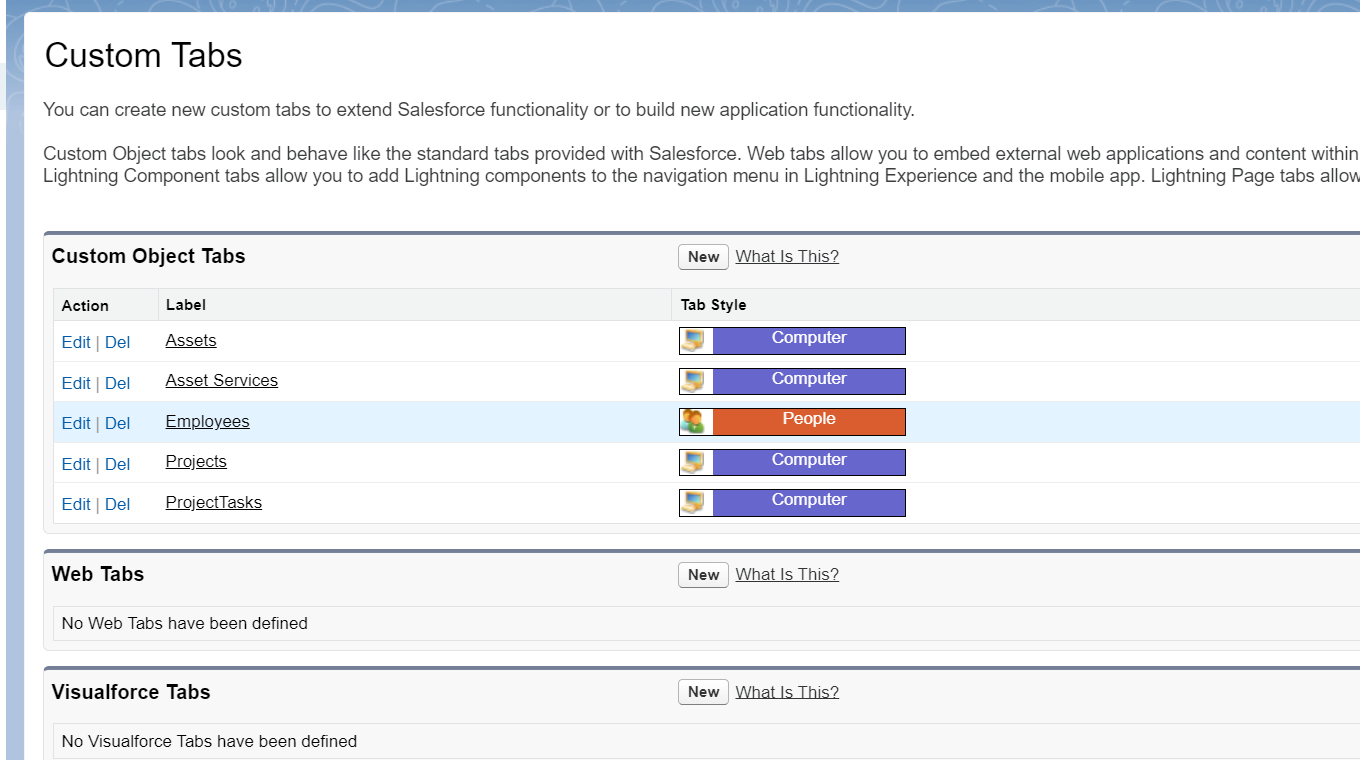 Custom Tabs
You can create new custom tabs to extend Salesforce functionality or to build new application functionality.
Custom Object tabs look and behave like the standard tabs provided with Salesforce. Web tabs allow you to embed external web applications and content within
Lightning Component tabs allow you to add Lightning components to the navigation menu in Lightning Experience and the mobile app. Lightning Page tabs allow
Custom Object Tabs New What Is This?
Action Label Tab Style
Edit | Del Assets Computer
Edit | Del Asset Services Computer
Edit | Del Employees People
Edit | Del Projects Computer
Edit | Del ProjectTasks Computer
Web Tabs New What Is This?
No Web Tabs have been defined
Visualforce Tabs New What Is This?
No Visualforce Tabs have been defined